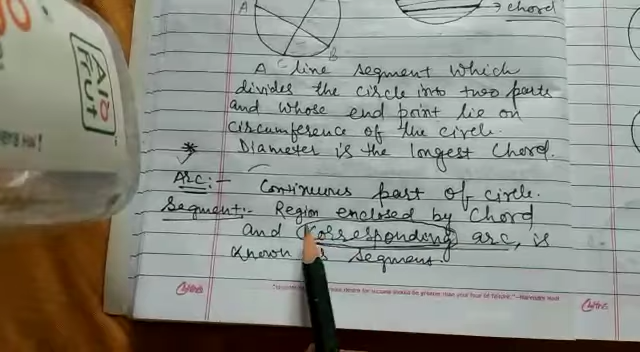 A
B
C
→ chord
A line segment which
divides the circle into two parts
and whose end point lie on
circumference of the circle.
* Diameter is the longest Chord.
Arc:- Continuous part of circle.
Segment:- Region enclosed by Chord
and Corresponding arc, is
known as Segment